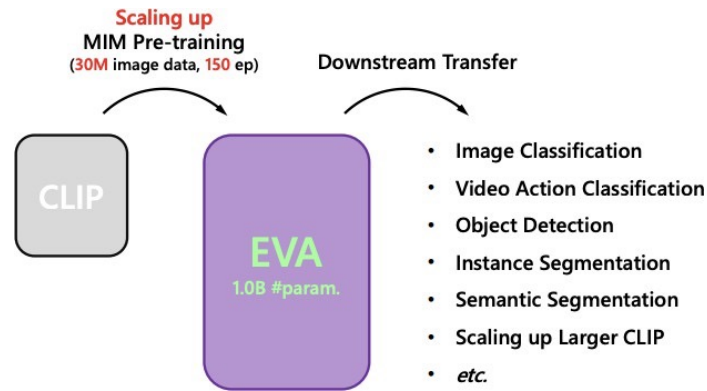 Scaling up
MIM Pre-training
(30M image data, 150 ep)
Downstream Transfer
CLIP
EVA
1.0B #param.
• Image Classification
• Video Action Classification
• Object Detection
• Instance Segmentation
• Semantic Segmentation
• Scaling up Larger CLIP
• etc.